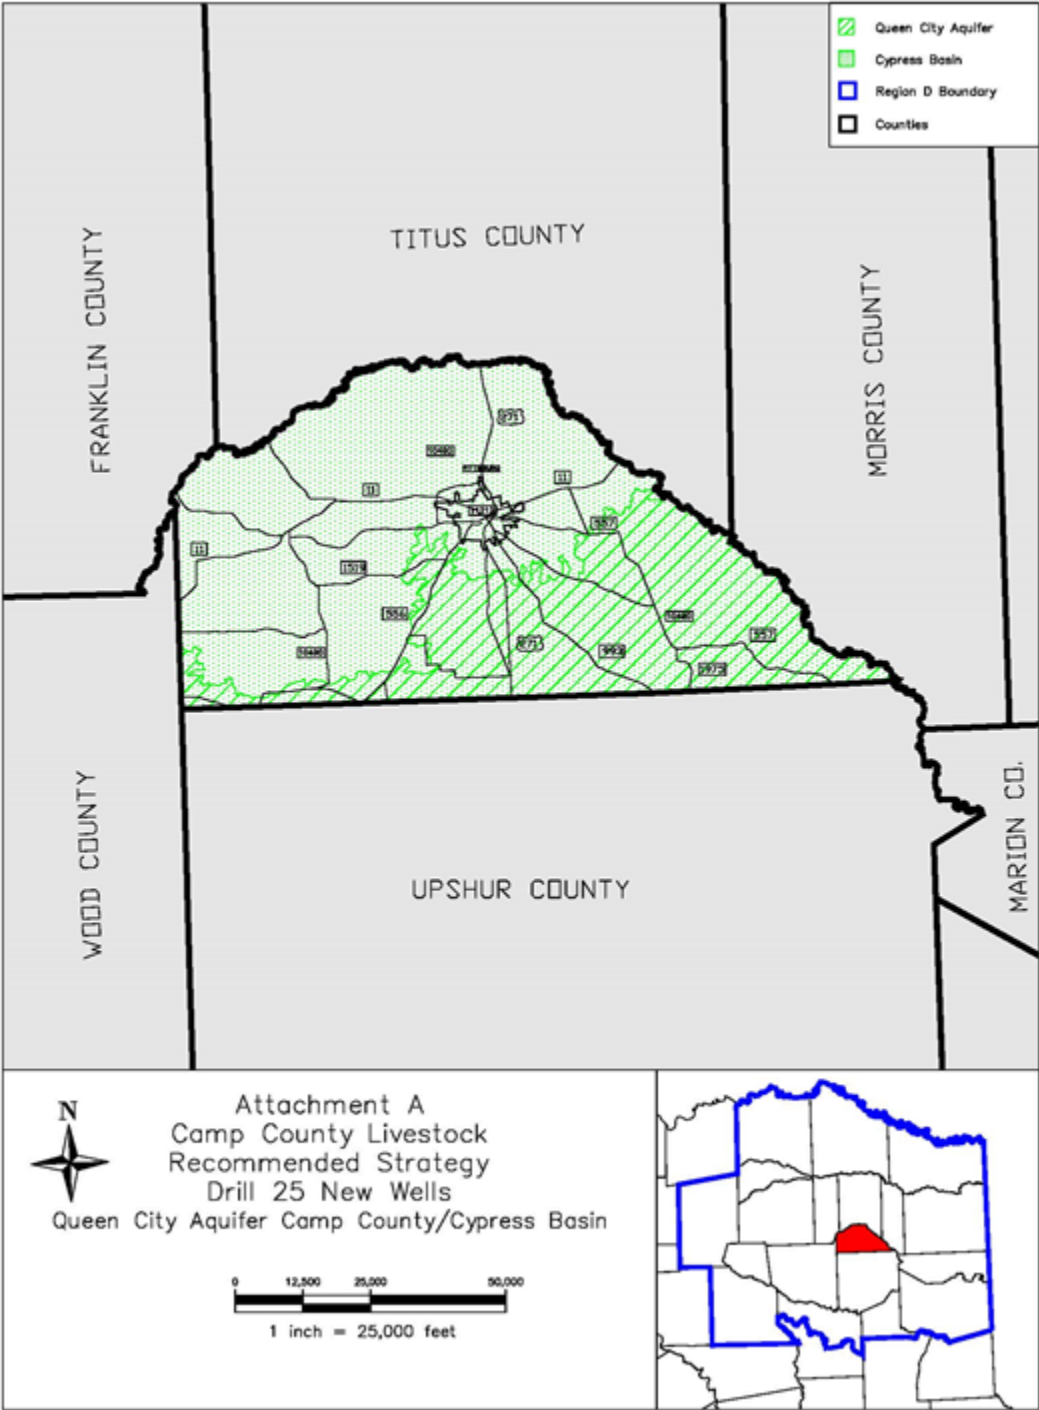 Queen City Aquifer
Cypress Basin
Region D Boundary
Counties
TITUS COUNTY
FRANKLIN COUNTY
MORRIS COUNTY
271
11
11
11
557
1519
556
271
993
557
WOOD COUNTY
UPSHUR COUNTY
MARION CO.
N
Attachment A
Camp County Livestock
Recommended Strategy
Drill 25 New Wells
Queen City Aquifer Camp County/Cypress Basin
0 12,500 25,000 50,000
1 inch = 25,000 feet